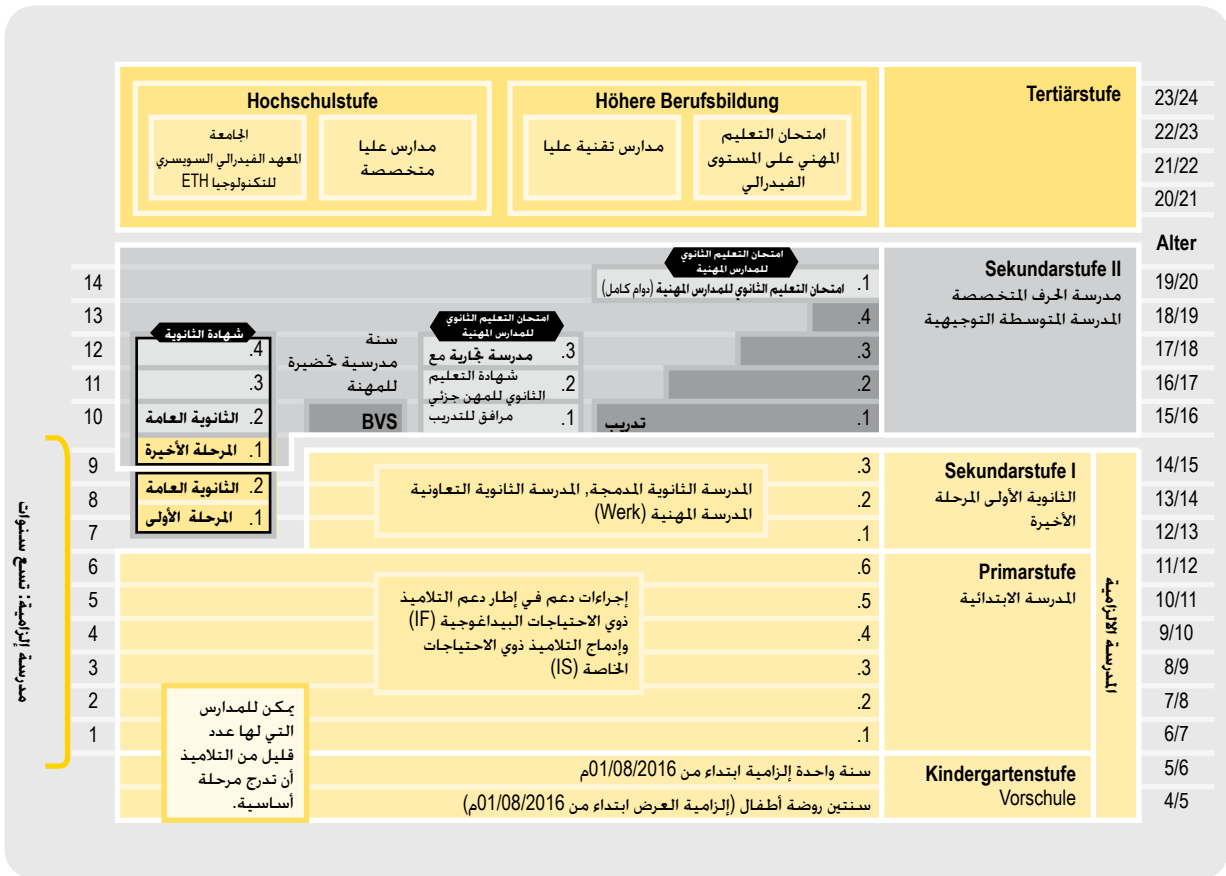 Tertiärstufe
Höhere Berufsbildung
Hochschulstufe
امتحان التعليم
المهني على المستوى
الفيدرالي
مدارس تقنية عليا
مدارس عليا
متخصصة
الجامعة
المعهد الفيدرالي السويسري
للتكنولوجيا ETH
23/24
22/23
21/22
20/21
Alter
19/20
18/19
17/18
16/17
15/16
14/15
13/14
12/13
11/12
10/11
9/10
8/9
7/8
6/7
5/6
4/5
Sekundarstufe II
مدرسة الحرف المتخصصة
المدرسة المتوسطة التوجيهية
امتحان التعليم الثانوي
للمدارس المهنية
1. امتحان التعليم الثانوي للمدارس المهنية (دوام كامل)
4.
3.
2.
1.
تدريب
امتحان التعليم الثانوي
للمدارس المهنية
3. مدرسة تجارية مع
2. شهادة التعليم
الثانوي للمهن جزئي
1. مرافق للتدريب
سنة
مدرسية تحضيرة
للمهنة
BVS
شهادة الثانوية
4.
3.
2. الثانوية العامة
1. المرحلة الأخيرة
2. الثانوية العامة
1. المرحلة الأولى
14
13
12
11
10
9
8
7
6
5
4
3
2
1
المدرسة الالزامية
Sekundarstufe I
الثانوية الأولى المرحلة
الأخيرة
3.
2.
1.
المدرسة الثانوية المدمجة, المدرسة الثانوية التعاونية
المدرسة المهنية (Werk)
Primarstufe
المدرسة الابتدائية
6.
5.
4.
3.
2.
1.
إجراءات دعم في إطار دعم التلاميذ
ذوي الاحتياجات البيداغوجية (IF)
وإدماج التلاميذ ذوي الاحتياجات
الخاصة (IS)
يمكن للمدارس
التي لها عدد
قليل من التلاميذ
أن تدرج مرحلة
أساسية.
Kindergartenstufe
Vorschule
سنة واحدة إلزامية ابتداء من 01/08/2016م
سنتين روضة أطفال (إلزامية العرض ابتداء من 01/08/2016م)
مدرسة إلزامية: تسع سنوات